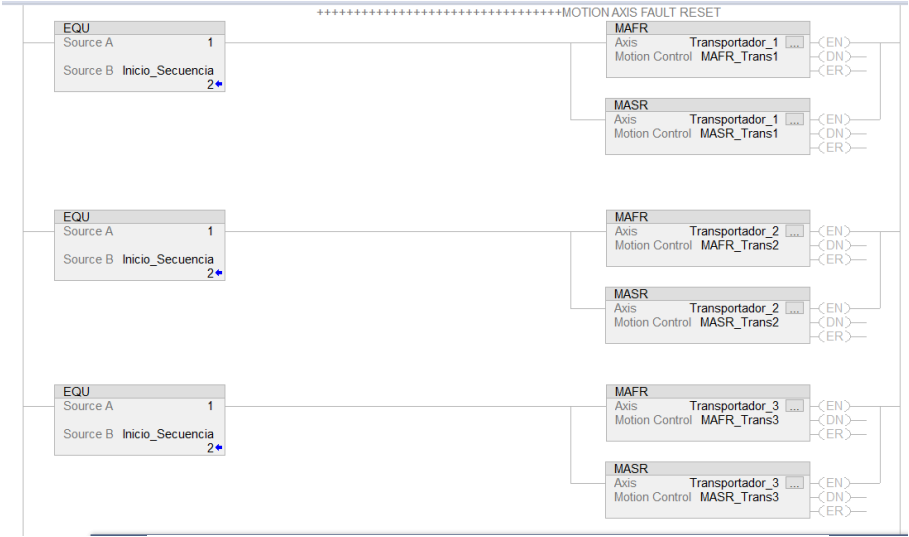 +++++++++++++++++++++++++++++++++MOTION AXIS FAULT RESET
EQU
Source A 1
Source B Inicio_Secuencia
2
MAFR
Axis Transportador_1 ...
Motion Control MAFR_Trans1
(EN)
(DN)
(ER)
MASR
Axis Transportador_1 ...
Motion Control MASR_Trans1
(EN)
(DN)
(ER)
EQU
Source A 1
Source B Inicio_Secuencia
2
MAFR
Axis Transportador_2 ...
Motion Control MAFR_Trans2
(EN)
(DN)
(ER)
MASR
Axis Transportador_2 ...
Motion Control MASR_Trans2
(EN)
(DN)
(ER)
EQU
Source A 1
Source B Inicio_Secuencia
2
MAFR
Axis Transportador_3 ...
Motion Control MAFR_Trans3
(EN)
(DN)
(ER)
MASR
Axis Transportador_3 ...
Motion Control MASR_Trans3
(EN)
(DN)
(ER)